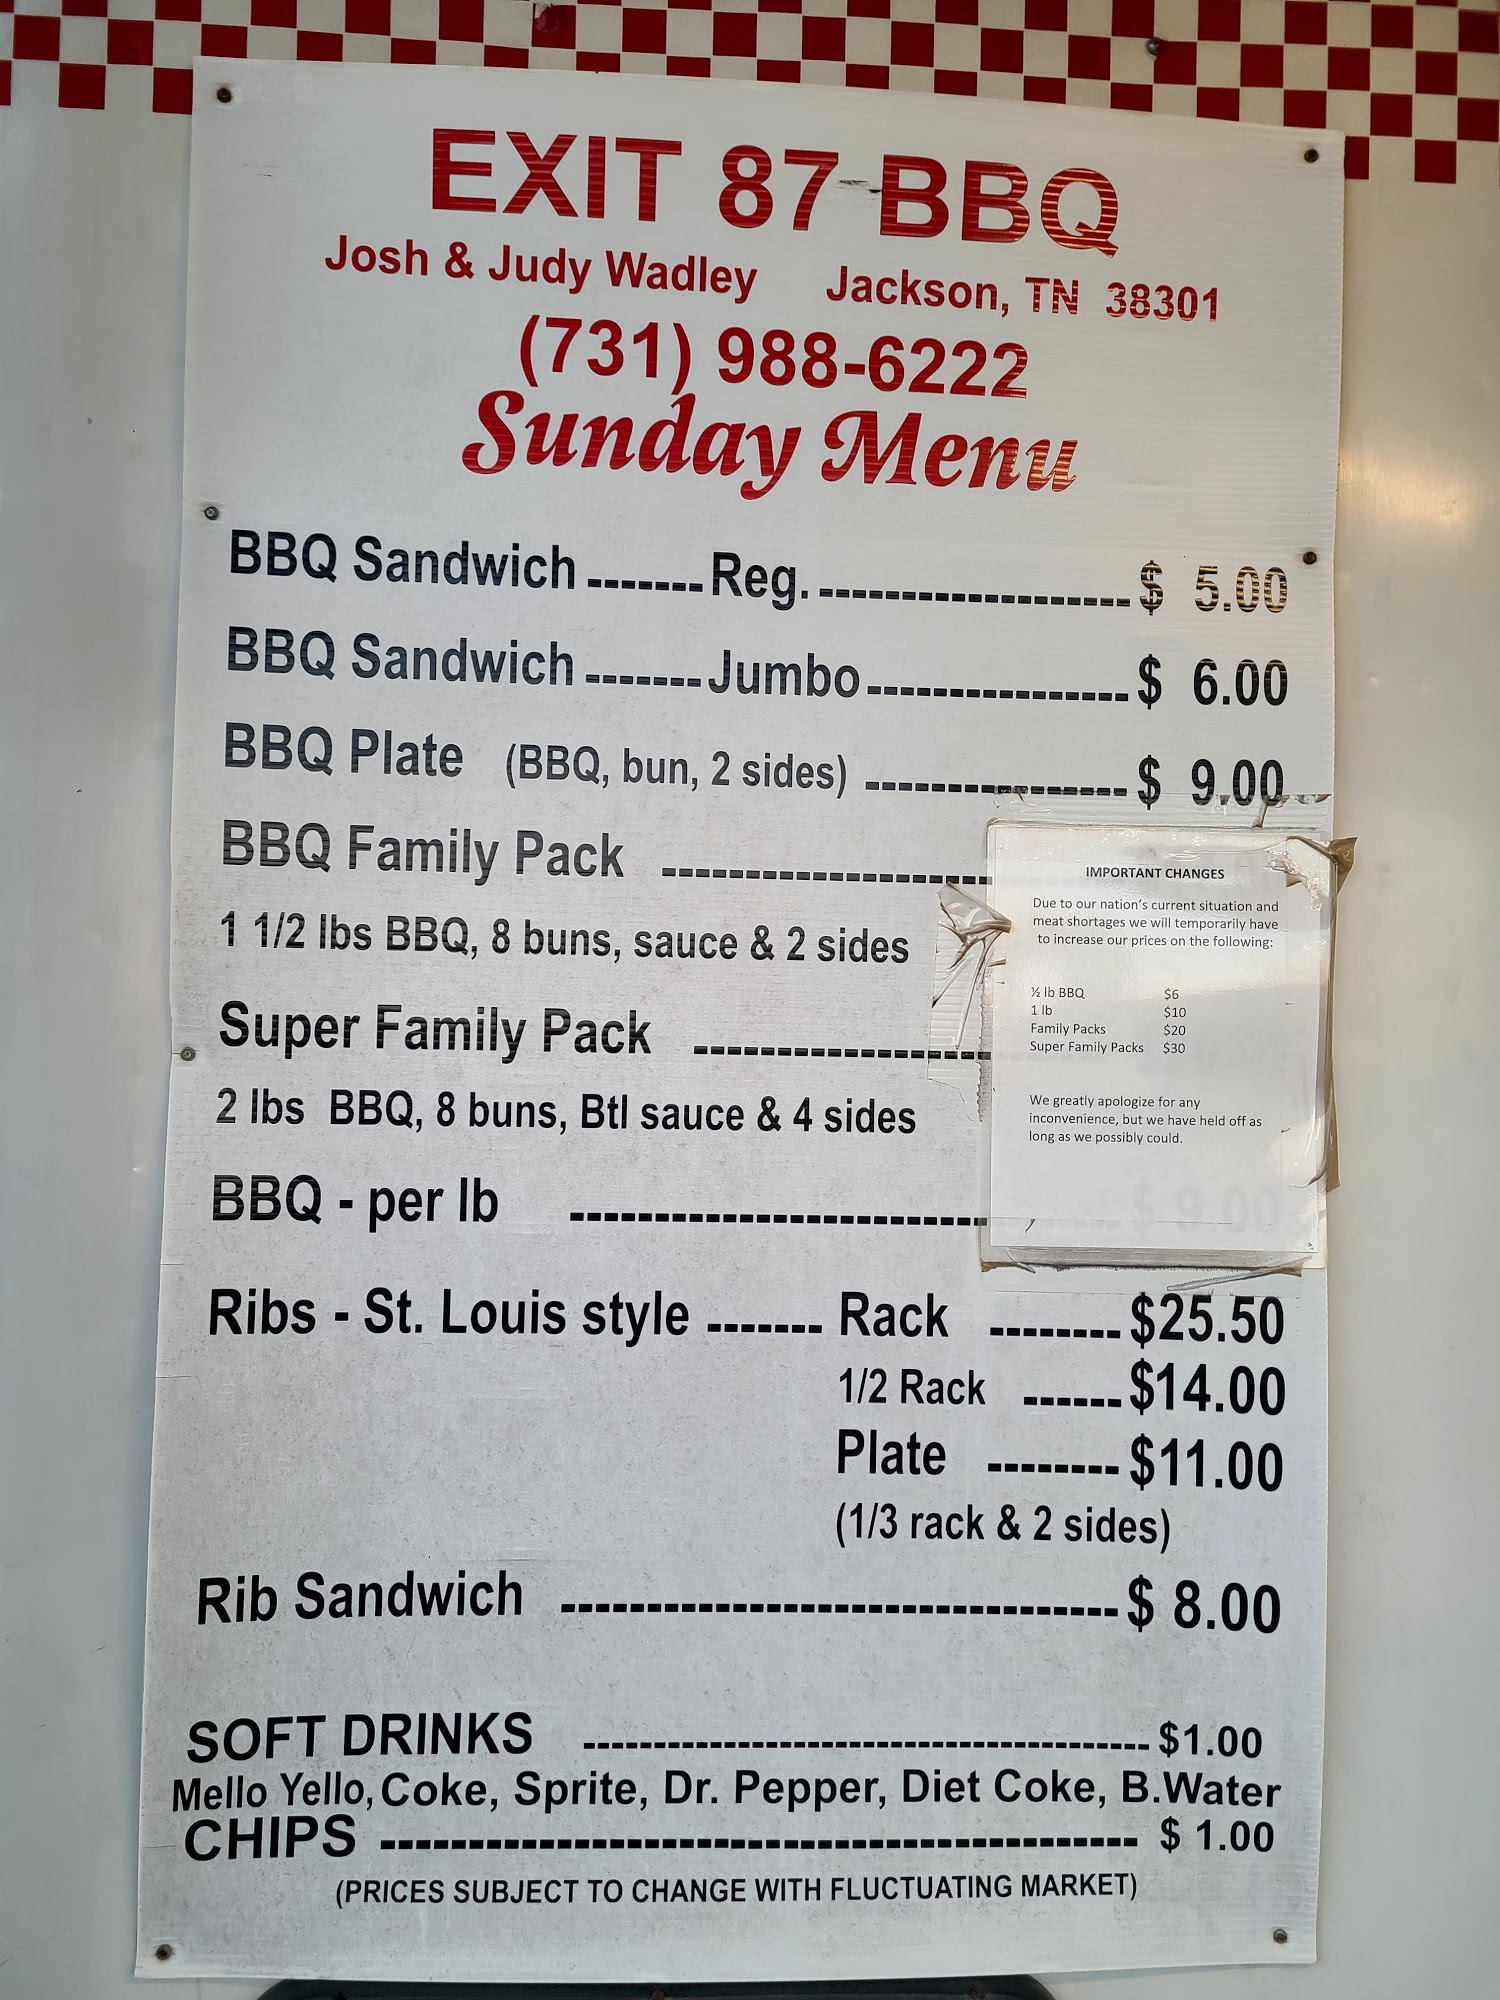 EXIT 87 BBQ
Josh & Judy Wadley Jackson, TN 38301
(731) 988-6222
Sunday Menu
BBQ Sandwich ------- Reg. ------------------- $ 5.00
BBQ Sandwich ------- Jumbo ---------------- $ 6.00
BBQ Plate (BBQ, bun, 2 sides) ---------------- $ 9.00
BBQ Family Pack --------------------
1 1/2 lbs BBQ, 8 buns, sauce & 2 sides
Super Family Pack ------------------
2 lbs BBQ, 8 buns, Btl sauce & 4 sides
BBQ - per lb ------------------------- $ 9.00
IMPORTANT CHANGES
Due to our nation's current situation and
meat shortages we will temporarily have
to increase our prices on the following:
½ lb BBQ $6
1 lb $10
Family Packs $20
Super Family Packs $30
We greatly apologize for any
inconvenience, but we have held off as
long as we possibly could.
Ribs - St. Louis style ------- Rack -------- $25.50
1/2 Rack ------ $14.00
Plate -------- $11.00
(1/3 rack & 2 sides)
Rib Sandwich ---------------------------------- $ 8.00
SOFT DRINKS ---------------------------------------- $1.00
Mello Yello, Coke, Sprite, Dr. Pepper, Diet Coke, B.Water
CHIPS -------------------------------------------- $ 1.00
(PRICES SUBJECT TO CHANGE WITH FLUCTUATING MARKET)